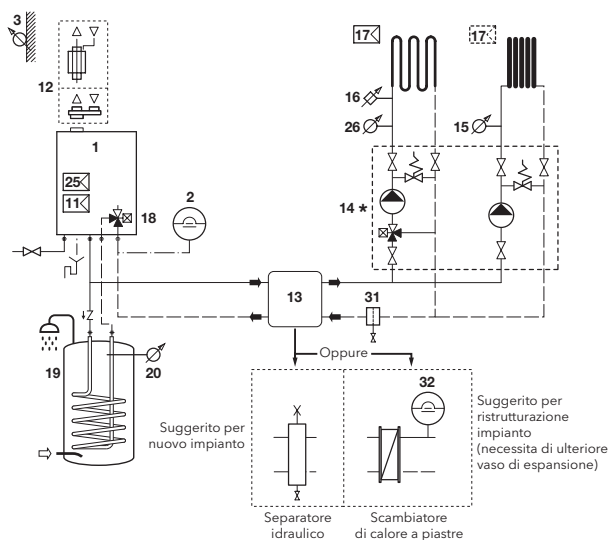 3
17
17
12
16
1
26
15
2
25
11
18
14 *
13
31
19
20
Oppure
32
Suggerito per
nuovo impianto
Suggerito per
ristrutturazione
impianto
(necessita di ulteriore
vaso di espansione)
Separatore
idraulico
Scambiatore
di calore a piastre